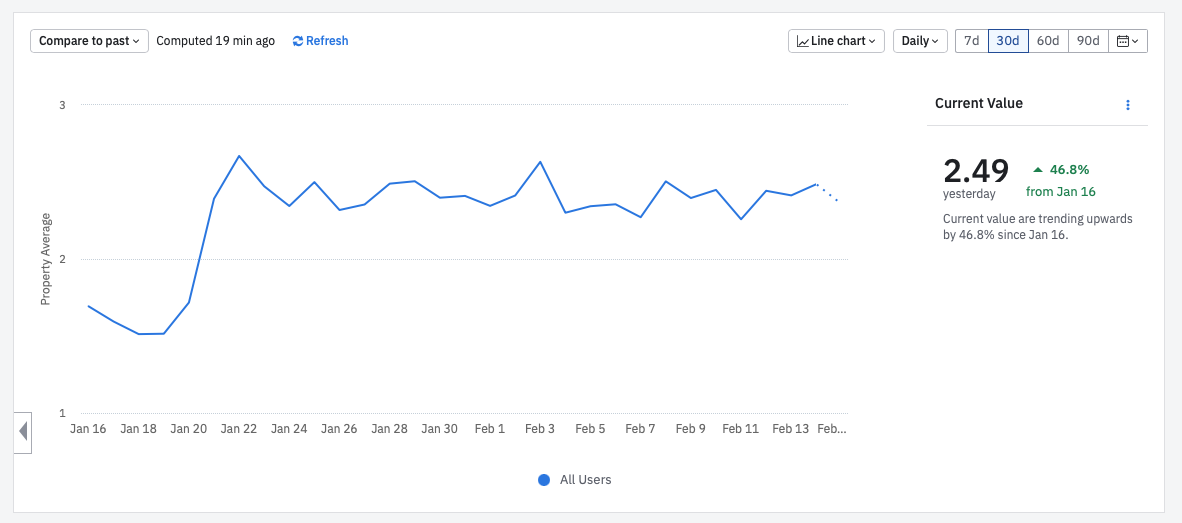 Compare to past
Computed 19 min ago
Refresh
Line chart
Daily
7d
30d
60d
90d
Property Average
3
2
1
Jan 16
Jan 18
Jan 20
Jan 22
Jan 24
Jan 26
Jan 28
Jan 30
Feb 1
Feb 3
Feb 5
Feb 7
Feb 9
Feb 11
Feb 13
Feb...
All Users
Current Value
2.49
yesterday
46.8%
from Jan 16
Current value are trending upwards
by 46.8% since Jan 16.